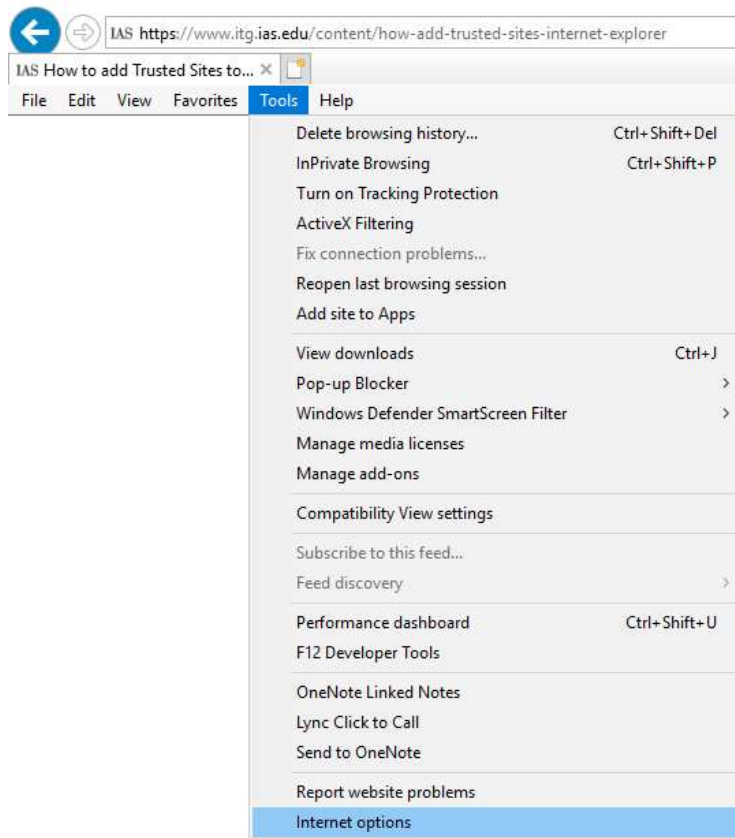 IAS https://www.itg.ias.edu/content/how-add-trusted-sites-internet-explorer
IAS How to add Trusted Sites to...
File Edit View Favorites Tools Help
Delete browsing history... Ctrl+Shift+Del
InPrivate Browsing Ctrl+Shift+P
Turn on Tracking Protection
ActiveX Filtering
Fix connection problems...
Reopen last browsing session
Add site to Apps
View downloads Ctrl+J
Pop-up Blocker
Windows Defender SmartScreen Filter
Manage media licenses
Manage add-ons
Compatibility View settings
Subscribe to this feed...
Feed discovery
Performance dashboard Ctrl+Shift+U
F12 Developer Tools
OneNote Linked Notes
Lync Click to Call
Send to OneNote
Report website problems
Internet options